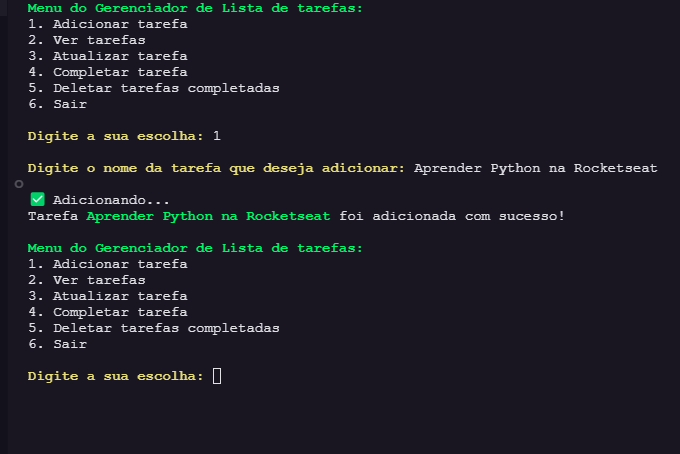 Menu do Gerenciador de Lista de tarefas:
1. Adicionar tarefa
2. Ver tarefas
3. Atualizar tarefa
4. Completar tarefa
5. Deletar tarefas completadas
6. Sair
Digite a sua escolha: 1
Digite o nome da tarefa que deseja adicionar: Aprender Python na Rocketseat
✅ Adicionando...
Tarefa Aprender Python na Rocketseat foi adicionada com sucesso!
Menu do Gerenciador de Lista de tarefas:
1. Adicionar tarefa
2. Ver tarefas
3. Atualizar tarefa
4. Completar tarefa
5. Deletar tarefas completadas
6. Sair
Digite a sua escolha: